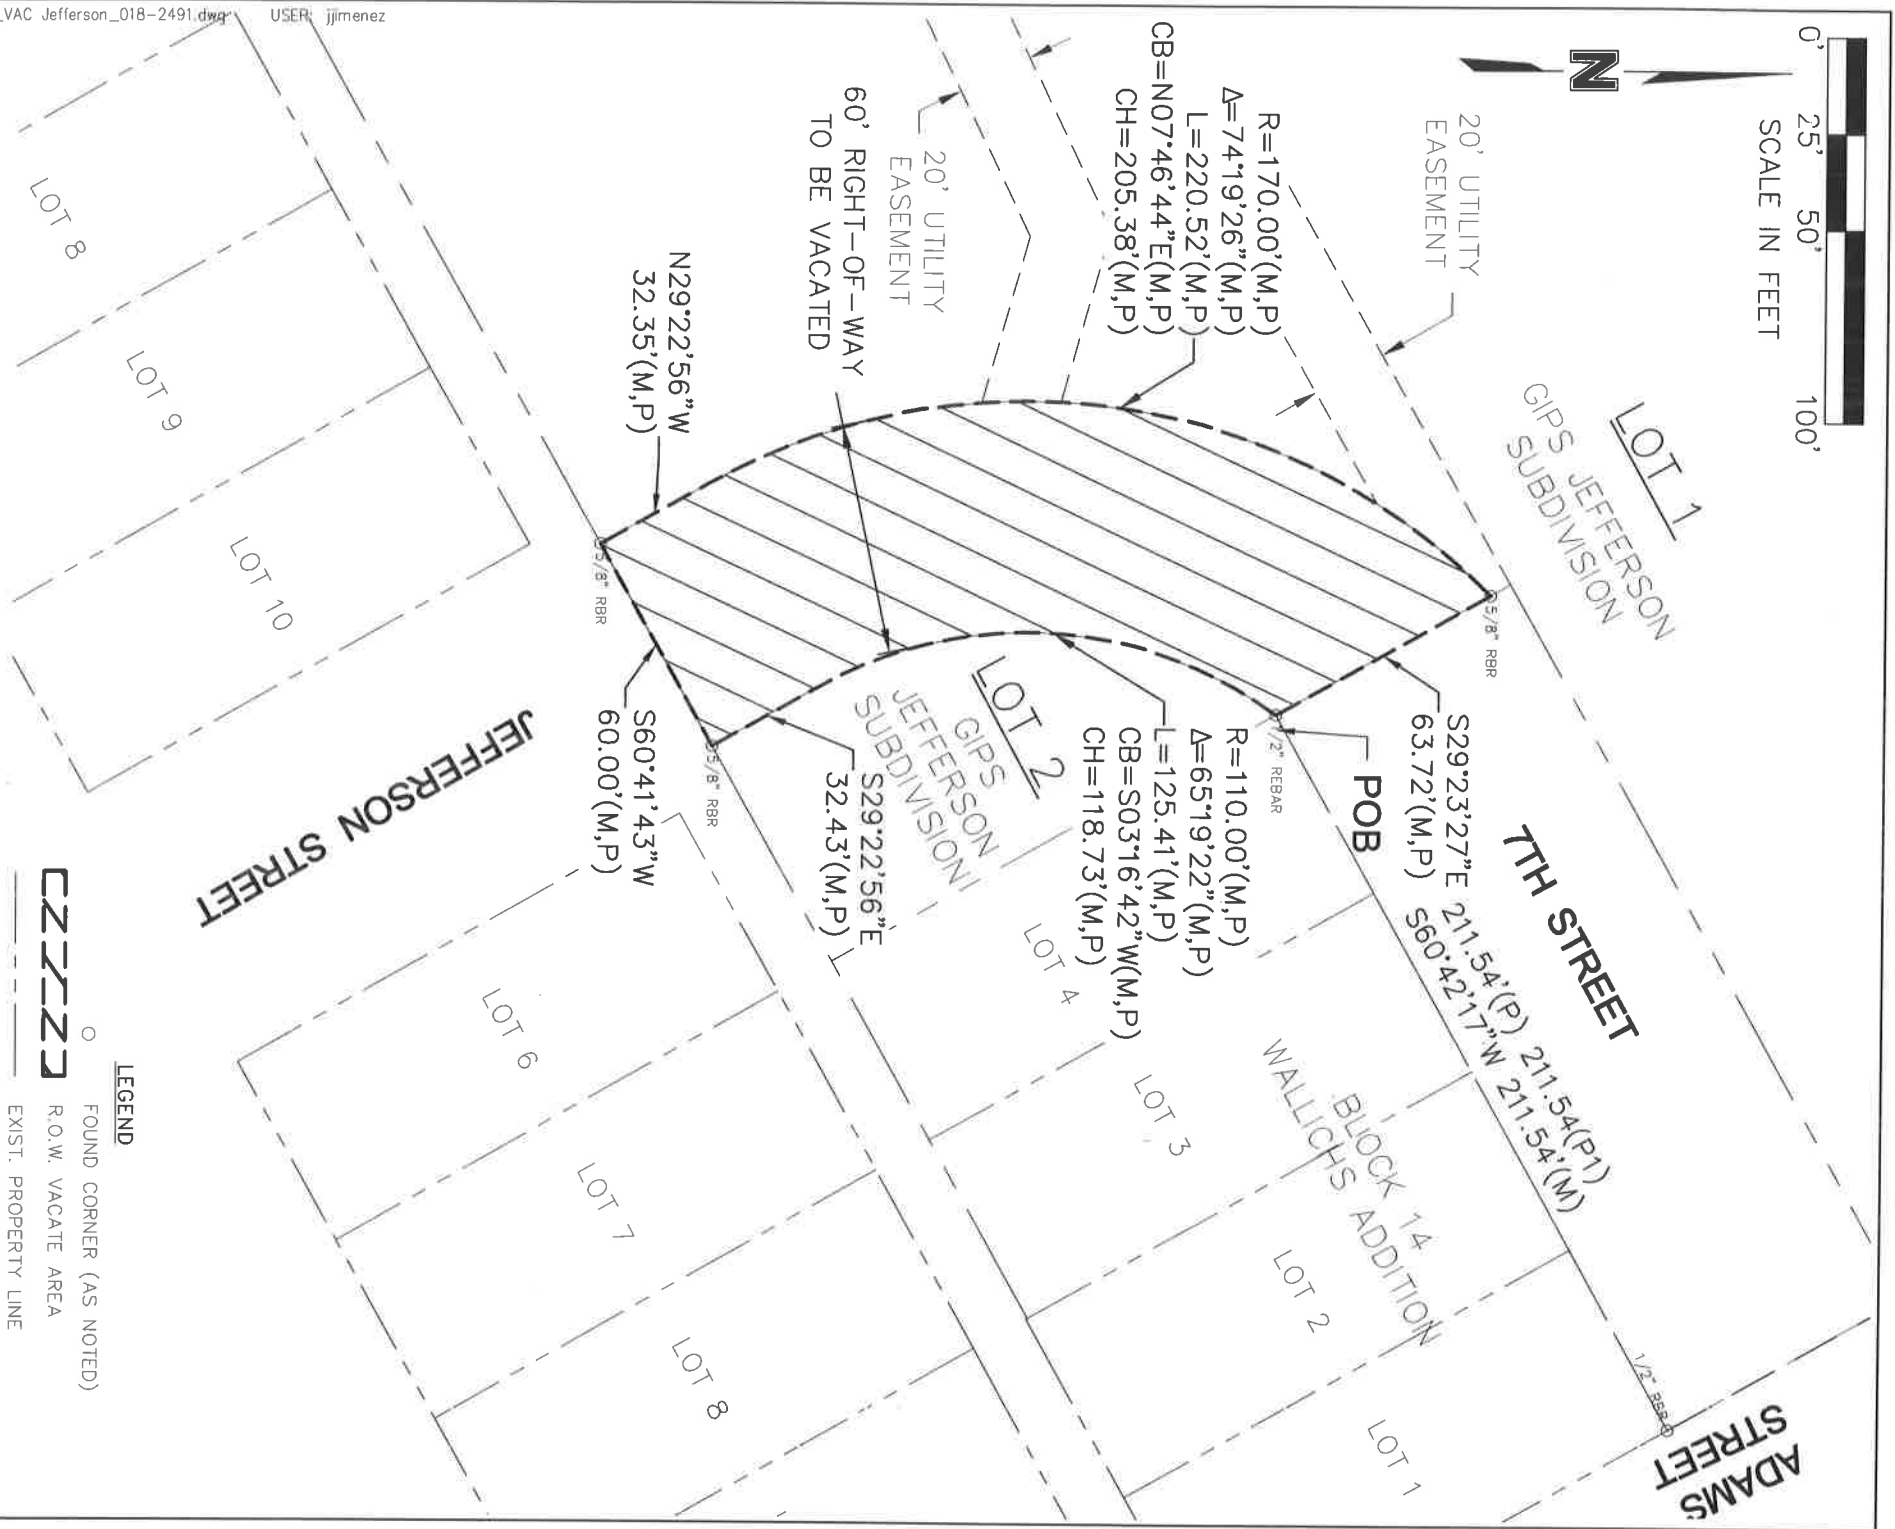 _VAC Jefferson_018-2491.dwg USER: jjimenez
0' 25' 50' 100'
SCALE IN FEET
N
20' UTILITY
EASEMENT
LOT 1
GIPS JEFFERSON
SUBDIVISION
R=170.00'(M,P)
Δ=74°19'26"(M,P)
L=220.52'(M,P)
CB=N07°46'44"E(M,P)
CH=205.38'(M,P)
20' UTILITY
EASEMENT
60' RIGHT-OF-WAY
TO BE VACATED
N29°22'56"W
32.35'(M,P)
LOT 8
LOT 9
LOT 10
5/8" RBR
5/8" RBR
5/8" RBR
1/2" REBAR
1/2" RBR
7TH STREET
S29°23'27"E
63.72'(M,P)
211.54'(P) 211.54(P1)
S60°42'17"W 211.54'(M)
POB
R=110.00'(M,P)
Δ=65°19'22"(M,P)
L=125.41'(M,P)
CB=S03°16'42"W(M,P)
CH=118.73'(M,P)
LOT 2
GIPS
JEFFERSON
SUBDIVISION
S29°22'56"E
32.43'(M,P)
S60°41'43"W
60.00'(M,P)
JEFFERSON STREET
LOT 4
LOT 3
LOT 2
LOT 1
BLOCK 14
WALLICHS ADDITION
LOT 6
LOT 7
LOT 8
ADAMS
STREET
LEGEND
FOUND CORNER (AS NOTED)
R.O.W. VACATE AREA
EXIST. PROPERTY LINE